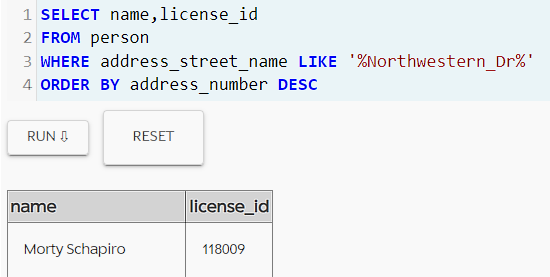 1 SELECT name,license_id
2 FROM person
3 WHERE address_street_name LIKE '%Northwestern_Dr%'
4 ORDER BY address_number DESC
RUN ⇩ RESET
name license_id
Morty Schapiro 118009